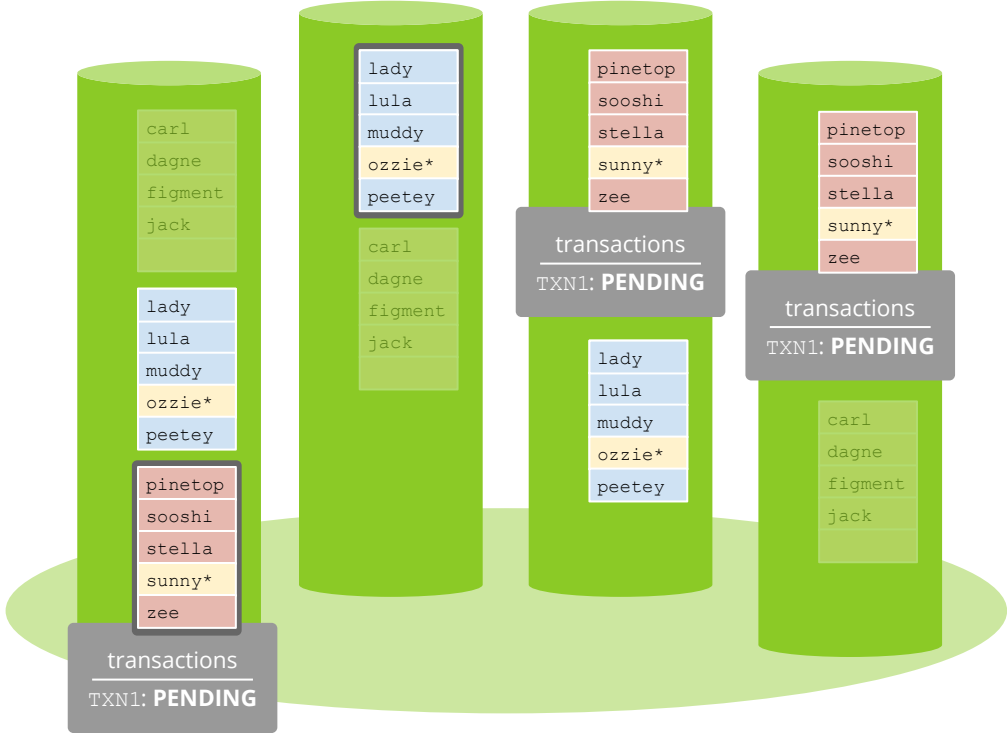 carl
dagne
figment
jack
lady
lula
muddy
ozzie*
peetey
pinetop
sooshi
stella
sunny*
zee
transactions
TXN1: PENDING
lady
lula
muddy
ozzie*
peetey
carl
dagne
figment
jack
pinetop
sooshi
stella
sunny*
zee
transactions
TXN1: PENDING
lady
lula
muddy
ozzie*
peetey
pinetop
sooshi
stella
sunny*
zee
transactions
TXN1: PENDING
carl
dagne
figment
jack